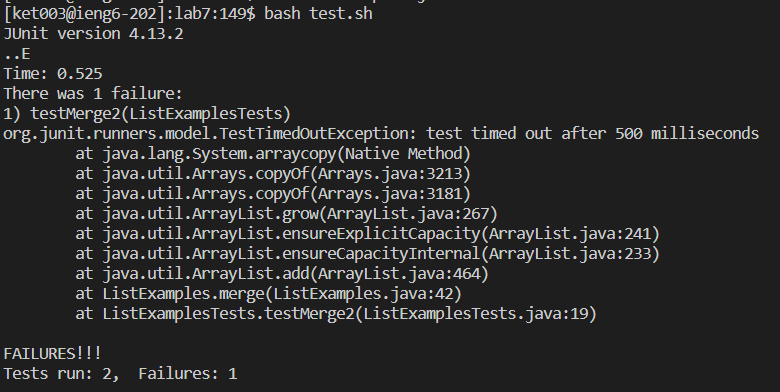 [ket003@ieng6-202]:lab7:149$ bash test.sh
JUnit version 4.13.2
..E
Time: 0.525
There was 1 failure:
1) testMerge2(ListExamplesTests)
org.junit.runners.model.TestTimedOutException: test timed out after 500 milliseconds
        at java.lang.System.arraycopy(Native Method)
        at java.util.Arrays.copyOf(Arrays.java:3213)
        at java.util.Arrays.copyOf(Arrays.java:3181)
        at java.util.ArrayList.grow(ArrayList.java:267)
        at java.util.ArrayList.ensureExplicitCapacity(ArrayList.java:241)
        at java.util.ArrayList.ensureCapacityInternal(ArrayList.java:233)
        at java.util.ArrayList.add(ArrayList.java:464)
        at ListExamples.merge(ListExamples.java:42)
        at ListExamplesTests.testMerge2(ListExamplesTests.java:19)

FAILURES!!!
Tests run: 2,  Failures: 1